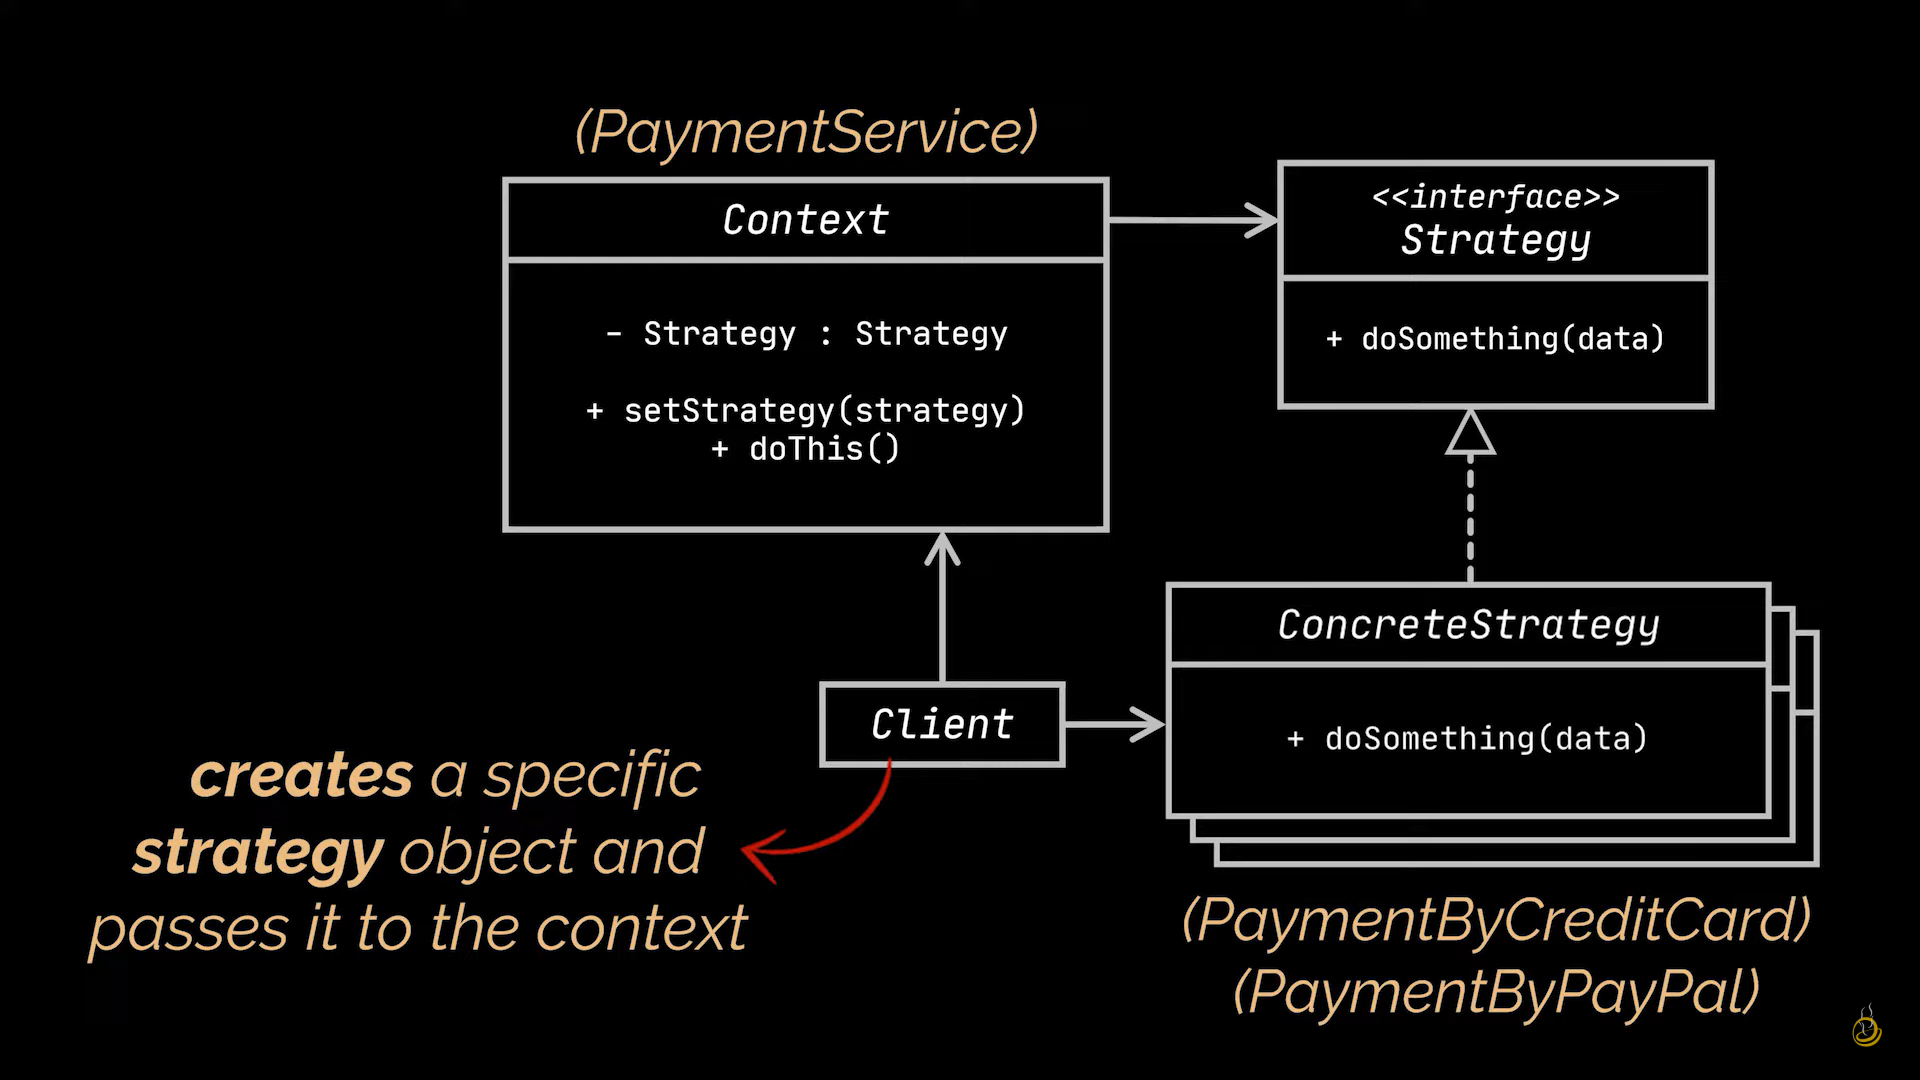 (PaymentService)
Context
- Strategy : Strategy
+ setStrategy(strategy)
+ doThis()
<<interface>>
Strategy
+ doSomething(data)
ConcreteStrategy
+ doSomething(data)
Client
creates a specific
strategy object and
passes it to the context
(PaymentByCreditCard)
(PaymentByPayPal)